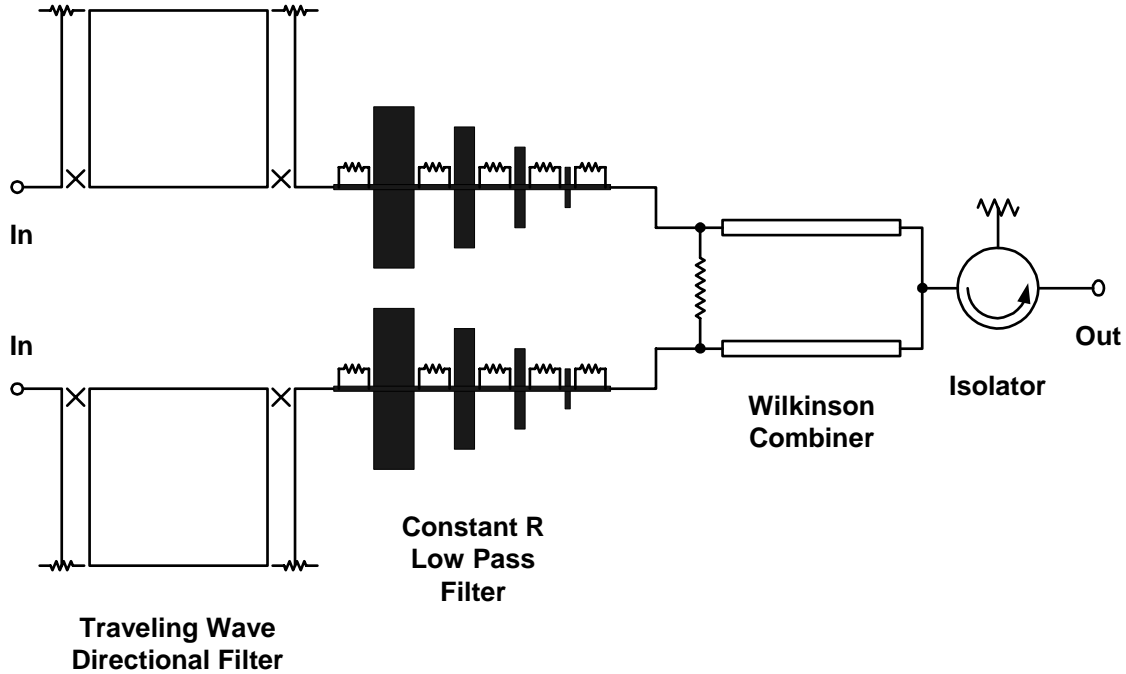 In
In
Out
Isolator
Wilkinson
Combiner
Constant R
Low Pass
Filter
Traveling Wave
Directional Filter